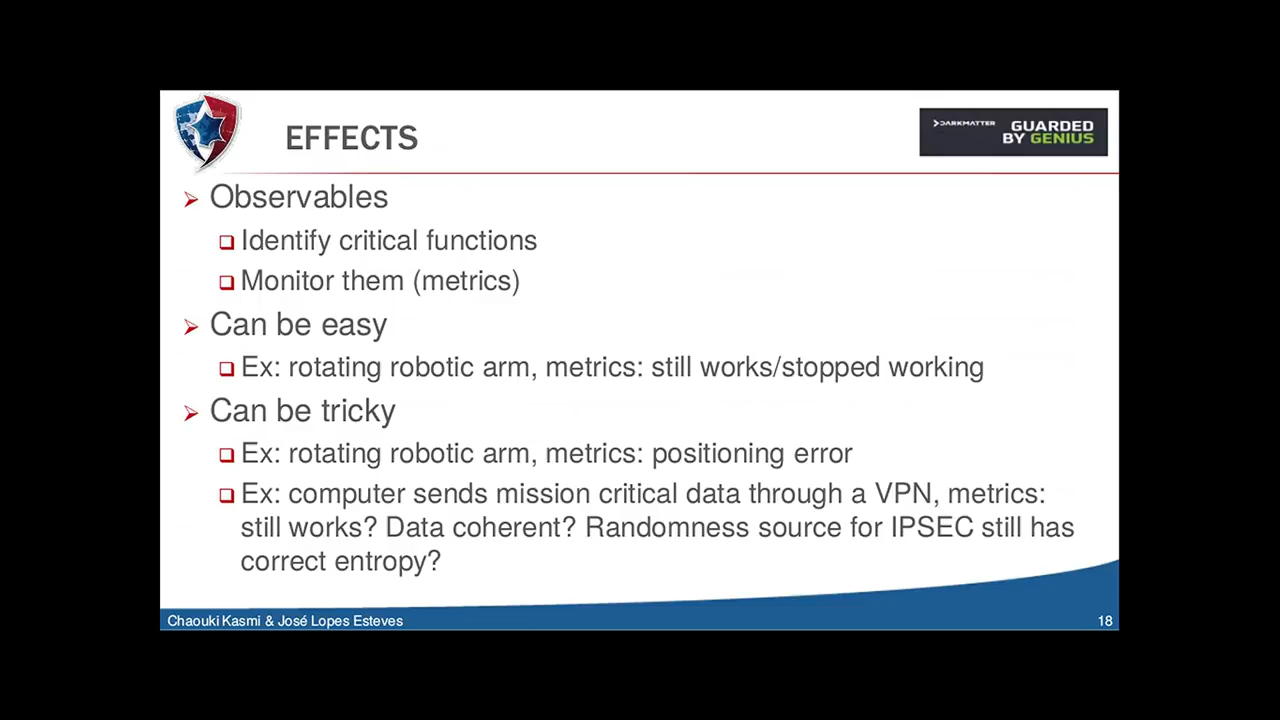 EFFECTS
DARKMATTER
GUARDED
BY GENIUS
Observables
Identify critical functions
Monitor them (metrics)
Can be easy
Ex: rotating robotic arm, metrics: still works/stopped working
Can be tricky
Ex: rotating robotic arm, metrics: positioning error
Ex: computer sends mission critical data through a VPN, metrics:
still works? Data coherent? Randomness source for IPSEC still has
correct entropy?
Chaouki Kasmi & José Lopes Esteves
18